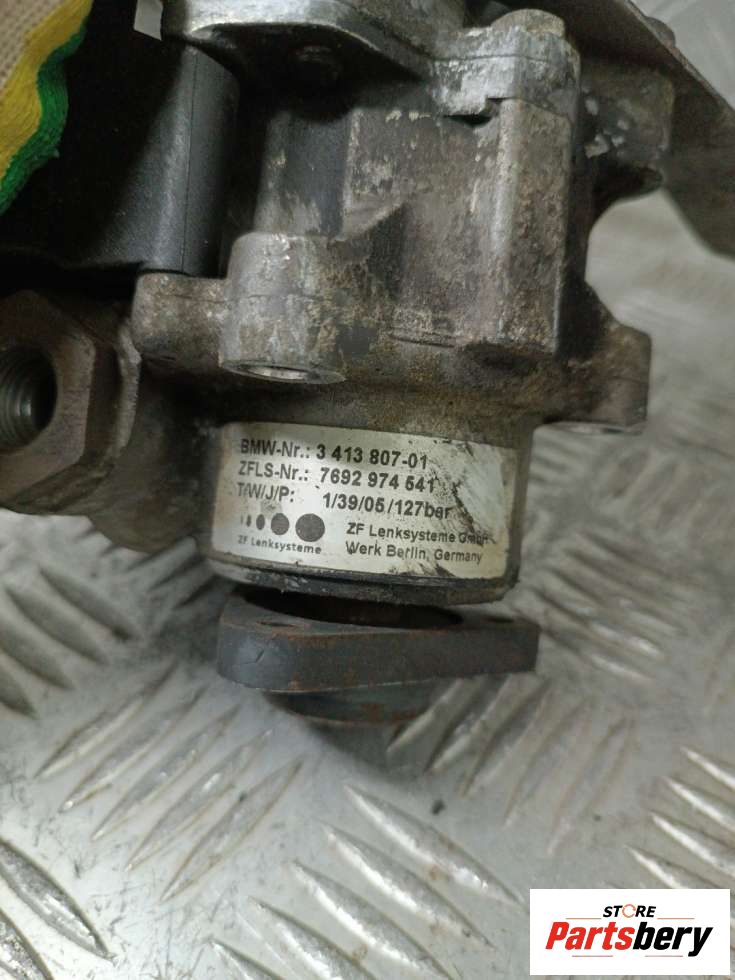 BMW-Nr.: 3 413 807-01
ZFLS-Nr.: 7692 974 541
T/W/J/P: 1/39/05/127bar
ZF Lenksysteme GmbH
ZF Lenksysteme
Werk Berlin, Germany
STORE
Partsbery